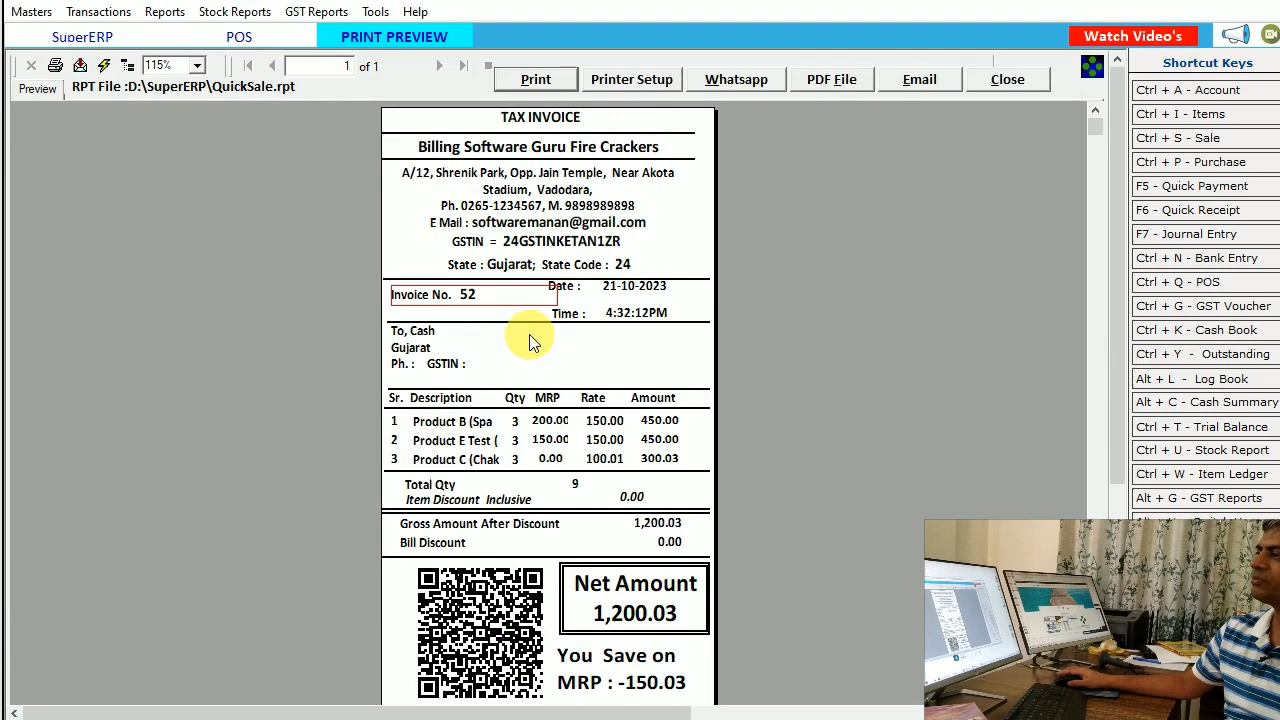 Masters Transactions Reports Stock Reports GST Reports Tools Help
SuperERP POS PRINT PREVIEW Watch Video's
115% 1 of 1
Print Printer Setup Whatsapp PDF File Email Close
Preview RPT File :D:\SuperERP\QuickSale.rpt
TAX INVOICE
Billing Software Guru Fire Crackers
A/12, Shrenik Park, Opp. Jain Temple, Near Akota
Stadium, Vadodara,
Ph. 0265-1234567, M. 9898989898
E Mail : softwaremanan@gmail.com
GSTIN = 24GSTINKETAN1ZR
State : Gujarat; State Code : 24
Invoice No. 52 Date : 21-10-2023
Time : 4:32:12PM
To, Cash
Gujarat
Ph. : GSTIN :
Sr. Description Qty MRP Rate Amount
1 Product B (Spa 3 200.00 150.00 450.00
2 Product E Test ( 3 150.00 150.00 450.00
3 Product C (Chak 3 0.00 100.01 300.03
Total Qty 9
Item Discount Inclusive 0.00
Gross Amount After Discount 1,200.03
Bill Discount 0.00
Net Amount
1,200.03
You Save on
MRP : -150.03
Shortcut Keys
Ctrl + A - Account
Ctrl + I - Items
Ctrl + S - Sale
Ctrl + P - Purchase
F5 - Quick Payment
F6 - Quick Receipt
F7 - Journal Entry
Ctrl + N - Bank Entry
Ctrl + Q - POS
Ctrl + G - GST Voucher
Ctrl + K - Cash Book
Ctrl + Y - Outstanding
Alt + L - Log Book
Alt + C - Cash Summary
Ctrl + T - Trial Balance
Ctrl + U - Stock Report
Ctrl + W - Item Ledger
Alt + G - GST Reports